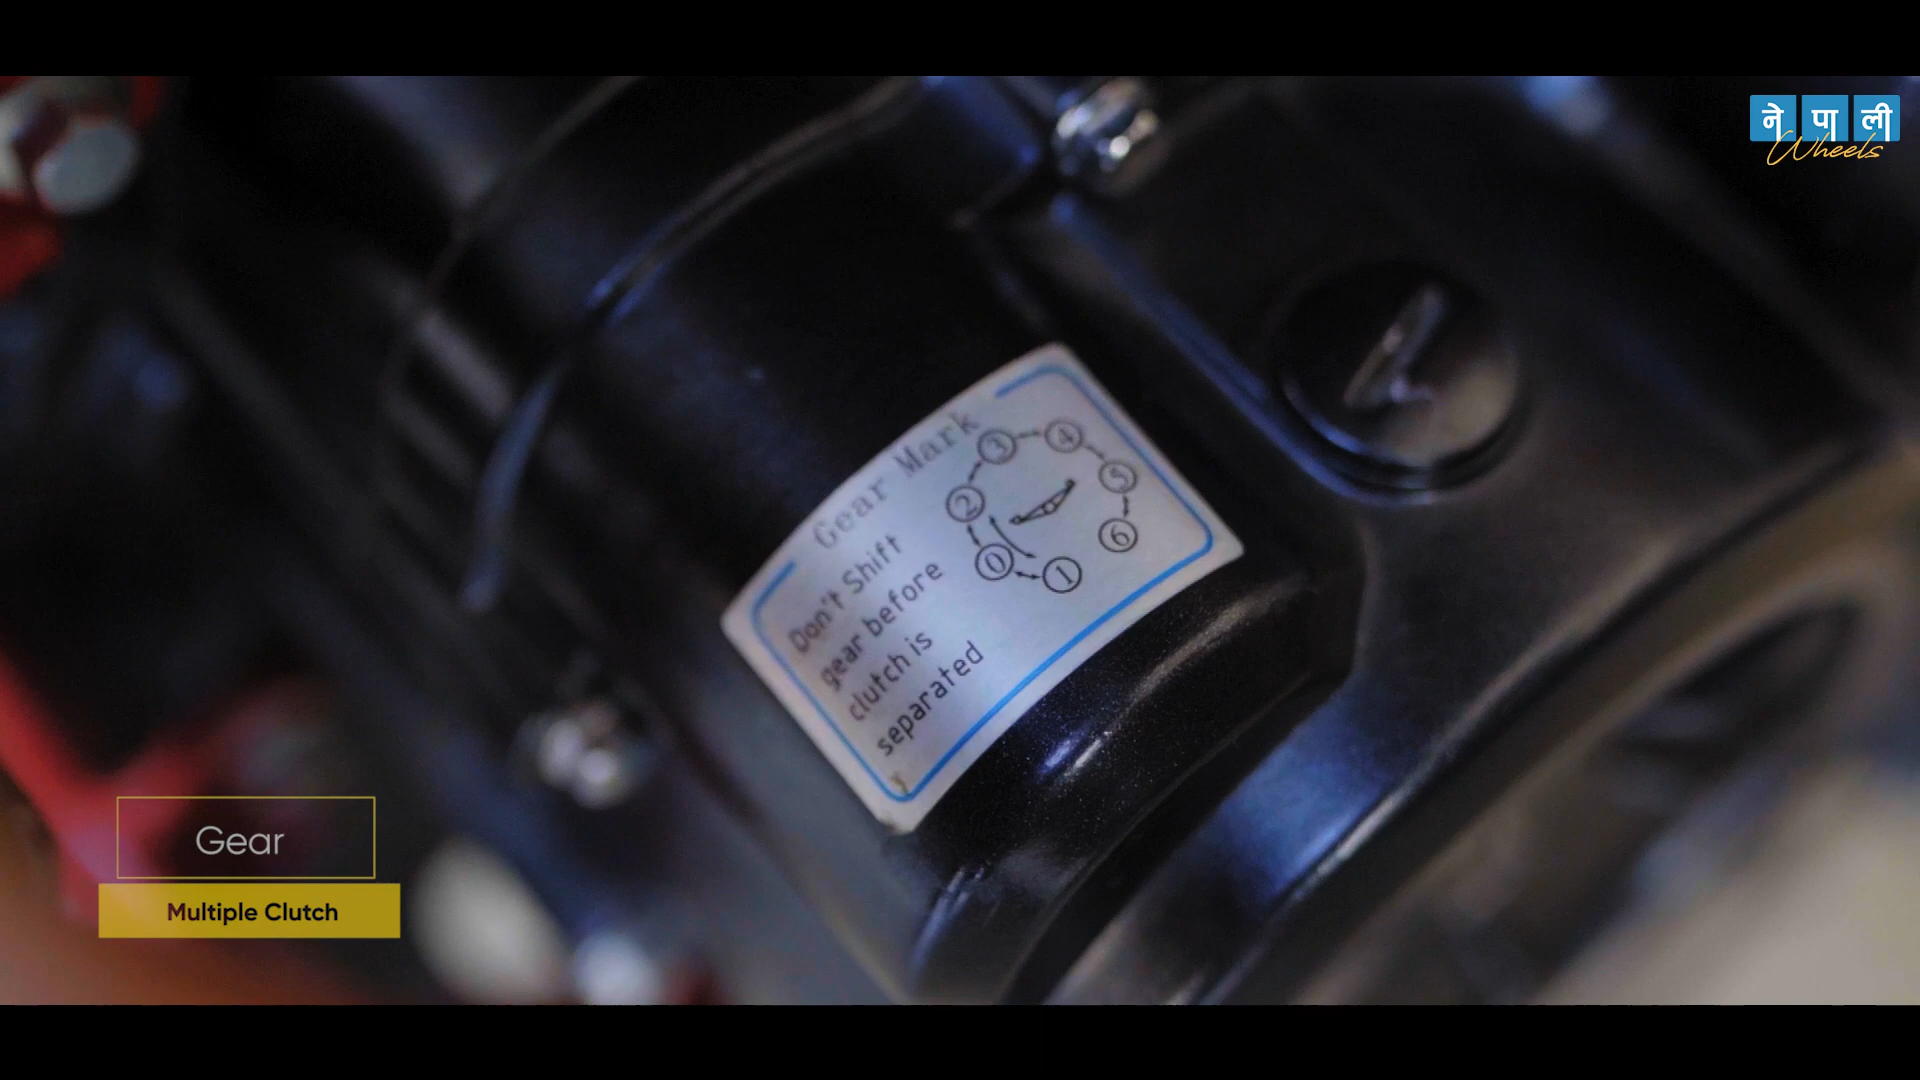 नेपाली
Wheels
Gear Mark
Don't Shift
gear before
clutch is
separated
3
4
2
5
0
1
6
Gear
Multiple Clutch